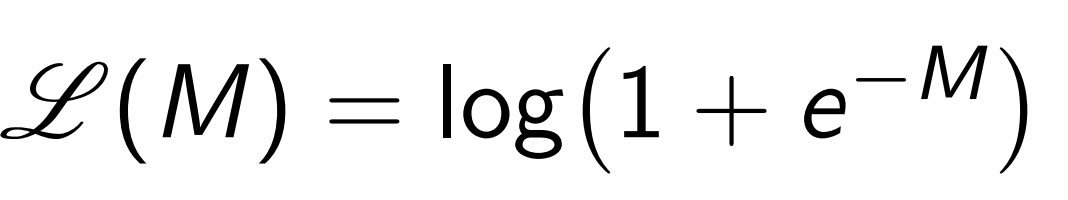 ℒ(M) = log(1 + e^{-M})